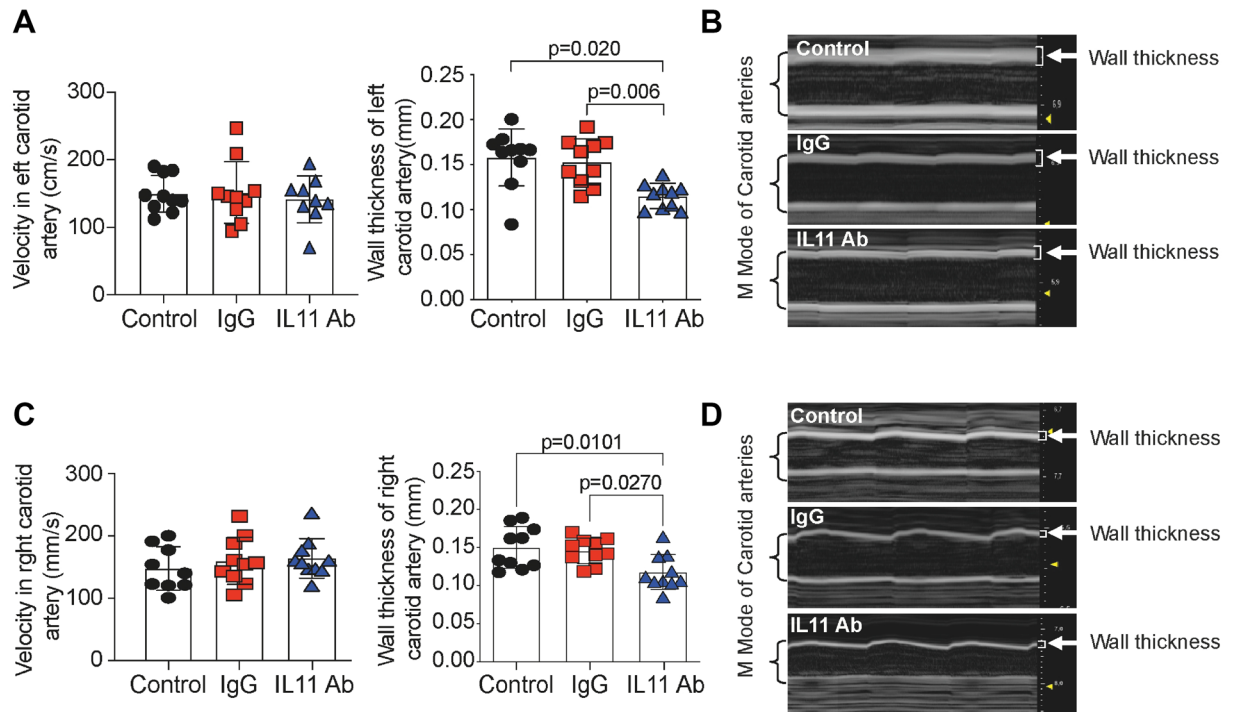 A
Velocity in left carotid
artery (cm/s)
300
200
100
0
Control
IgG
IL11 Ab
Wall thickness of left
carotid artery(mm)
p=0.020
p=0.006
0.25
0.20
0.15
0.10
0.05
0.00
Control
IgG
IL11 Ab
B
M Mode of Carotid arteries
Control
Wall thickness
IgG
Wall thickness
IL11 Ab
Wall thickness
C
Velocity in right carotid
artery (mm/s)
300
200
100
0
Control
IgG
IL11 Ab
Wall thickness of right
carotid artery (mm)
p=0.0101
p=0.0270
0.25
0.20
0.15
0.10
0.05
0.00
Control
IgG
IL11 Ab
D
M Mode of Carotid arteries
Control
Wall thickness
7,7
IgG
Wall thickness
IL11 Ab
Wall thickness